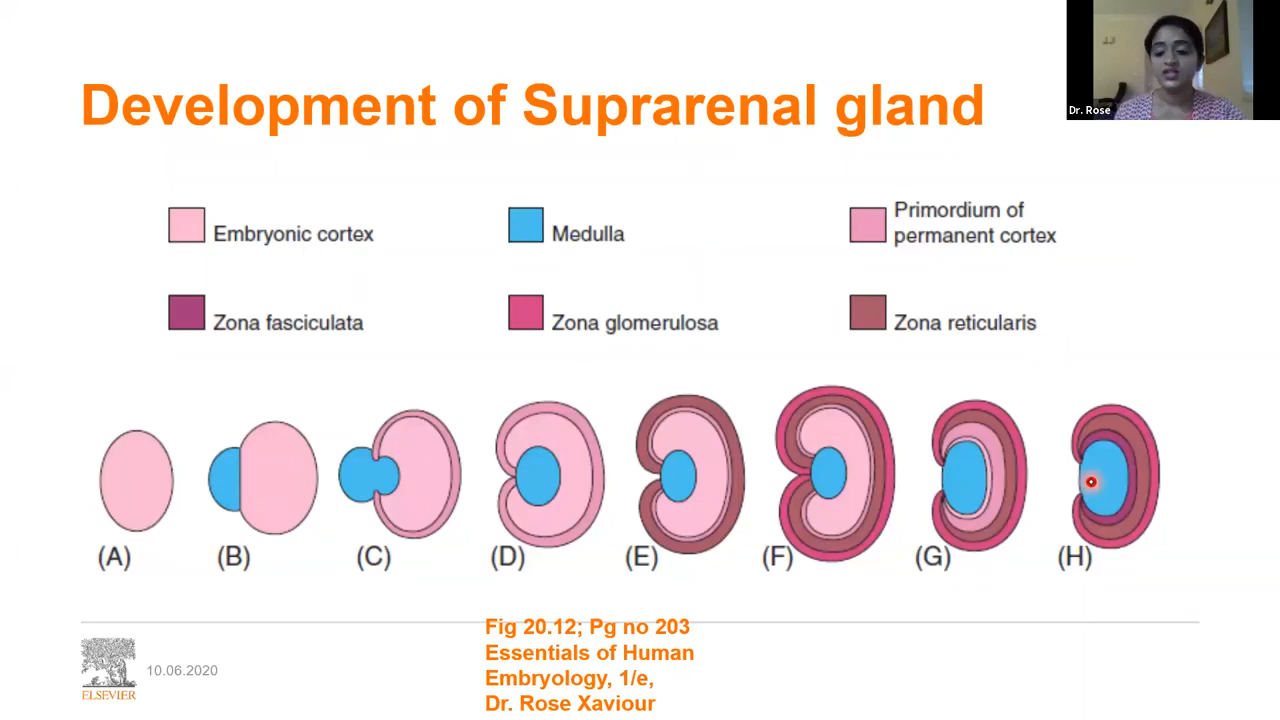 Dr. Rose
Development of Suprarenal gland
Embryonic cortex
Medulla
Primordium of
permanent cortex
Zona fasciculata
Zona glomerulosa
Zona reticularis
(A)
(B)
(C)
(D)
(E)
(F)
(G)
(H)
Fig 20.12; Pg no 203
Essentials of Human
Embryology, 1/e,
Dr. Rose Xaviour
ELSEVIER
10.06.2020